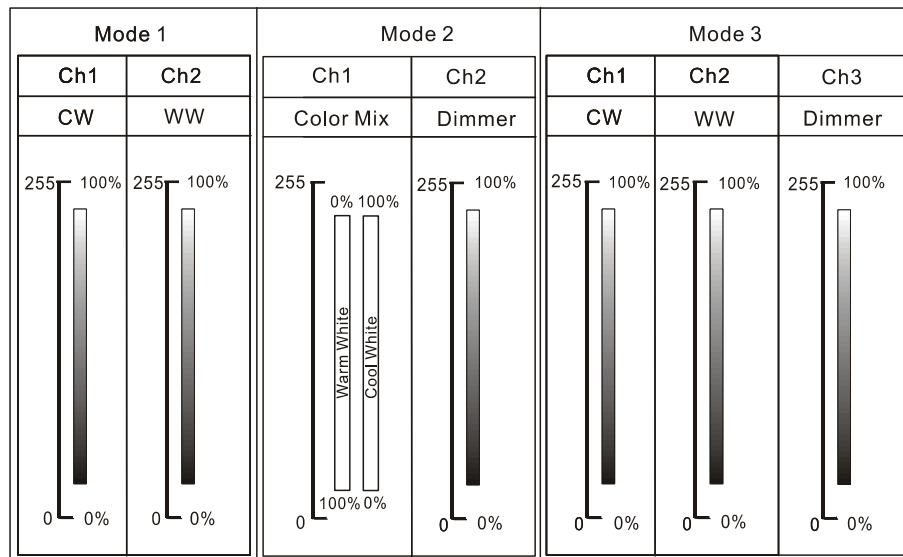 Mode 1 Mode 2 Mode 3
Ch1 Ch2 Ch1 Ch2 Ch1 Ch2 Ch3
CW WW Color Mix Dimmer CW WW Dimmer
255 100% 255 100% 255 255 100% 255 100% 255 100% 255 100%
0% 100%
Warm White
Cool White
100% 0%
0 0% 0 0% 0 0 0% 0 0% 0 0% 0 0%